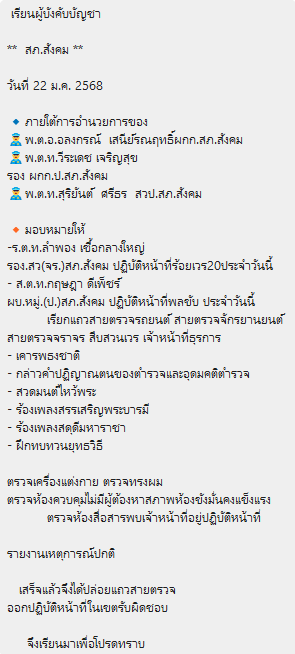 เรียนผู้บังคับบัญชา
** สภ.สังคม **
วันที่ 22 ม.ค. 2568
🔹ภายใต้การอำนวยการของ
👮พ.ต.อ.อลงกรณ์ เสนีย์รณฤทธิ์ผกก.สภ.สังคม
👮พ.ต.ท.วีระเดช เจริญสุข
รอง ผกก.ป.สภ.สังคม
👮พ.ต.ท.สุริยันต์ ศรีธร สวป.สภ.สังคม
🔸มอบหมายให้
-ร.ต.ท.ลำพอง เชื้อกลางใหญ่
รอง.สว(จร.)สภ.สังคม ปฏิบัติหน้าที่ร้อยเวร20ประจำวันนี้
- ส.ต.ท.กฤษฎา ดีเพ็ชร์
ผบ.หมู่.(ป.)สภ.สังคม ปฏิบัติหน้าที่พลขับ ประจำวันนี้
เรียกแถวสายตรวจรถยนต์ สายตรวจจักรยานยนต์
สายตรวจจราจร สืบสวนเวร เจ้าหน้าที่ธุรการ
- เคารพธงชาติ
- กล่าวคำปฏิญาณตนของตำรวจและอุดมคติตำรวจ
- สวดมนต์ไหว้พระ
- ร้องเพลงสรรเสริญพระบารมี
- ร้องเพลงสดุดีมหาราชา
- ฝึกทบทวนยุทธวิธี
ตรวจเครื่องแต่งกาย ตรวจทรงผม
ตรวจห้องควบคุมไม่มีผู้ต้องหาสภาพห้องขังมั่นคงแข็งแรง
ตรวจห้องสื่อสารพบเจ้าหน้าที่อยู่ปฏิบัติหน้าที่
รายงานเหตุการณ์ปกติ
เสร็จแล้วจึงได้ปล่อยแถวสายตรวจ
ออกปฏิบัติหน้าที่ในเขตรับผิดชอบ
จึงเรียนมาเพื่อโปรดทราบ